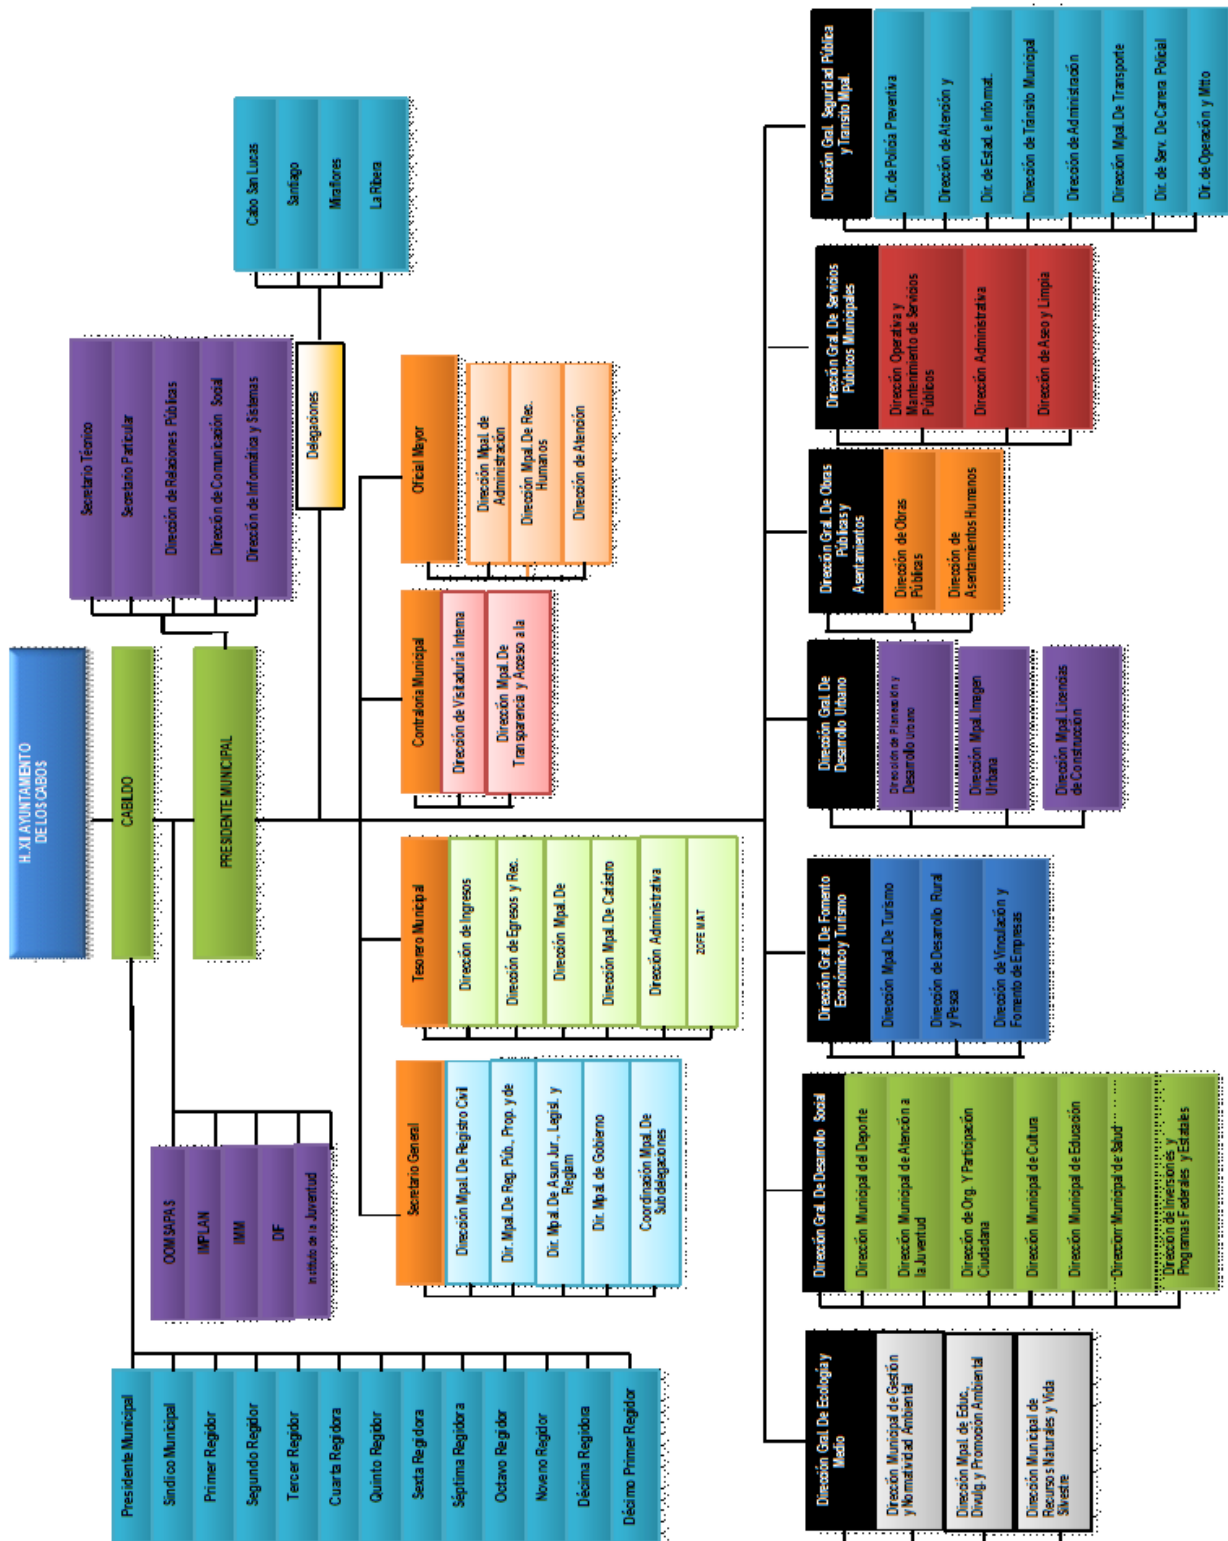 H. XII AYUNTAMIENTO
DE LOS CABOS
CABILDO
PRESIDENTE MUNICIPAL
Presidente Municipal
Sindico Municipal
Primer Regidor
Segundo Regidor
Tercer Regidor
Cuarta Regidora
Quinto Regidor
Sexta Regidora
Séptima Regidora
Octavo Regidor
Noveno Regidor
Décima Regidora
Décimo Primer Regidor
OOMSAPAS
IMPLAN
IMM
DIF
Instituto de la Juventud
Secretario Técnico
Secretario Particular
Dirección de Relaciones Públicas
Dirección de Comunicación Social
Dirección de Informática y Sistemas
Delegaciones
Cabo San Lucas
Santiago
Miraflores
La Ribera
Secretario General
Dirección Mpal. De Registro Civil
Dir. Mpal. De Reg. Púb., Prop. y de
Dir. Mpal. De Asun Jur., Legisl. y
Reglam
Dir. Mpal. de Gobierno
Coordinación Mpal. De
Subdelegaciones
Tesorero Municipal
Dirección de Ingresos
Dirección de Egresos y Rec.
Dirección Mpal. De
Dirección Mpal. De Catástro
Dirección Administrativa
ZOFEMAT
Contraloria Municipal
Dirección de Visitaduría Interna
Dirección Mpal. De
Transparencia y Acceso a la
Oficial Mayor
Dirección Mpal. de
Administración
Dirección Mpal. De Rec.
Humanos
Dirección de Atención
Dirección Gral. De Ecología y
Medio
Dirección Municipal de Gestión
y Normatividad Ambiental
Dirección Mpal. de Educ,
Divulg. y Promoción Ambiental
Dirección Municipal de
Recursos Naturales y Vida
Silvestre
Dirección Gral. De Desarrollo Social
Dirección Municipal del Deporte
Dirección Municipal de Atención a
la Juventud
Dirección de Org. Y Participación
Ciudadana
Dirección Municipal de Cultura
Dirección Municipal de Educación
Dirección Municipal de Salud
Dirección de Inversiones y
Programas Federales y Estatales
Dirección Gral. De Fomento
Económico y Turismo
Dirección Mpal. De Turismo
Dirección de Desarrollo Rural
y Pesca
Dirección de Vinculación y
Fomento de Empresas
Dirección Gral. De
Desarrollo Urbano
Dirección de Planeación y
Desarrollo Urbano
Dirección Mpal. Imagen
Urbana
Dirección Mpal. Licencias
de Construcción
Dirección Gral. De Obras
Públicas y
Asentamientos
Dirección de Obras
Públicas
Dirección de
Asentamientos Humanos
Dirección Gral. De Servicios
Públicos Municipales
Dirección Operativa y
Mantenimiento de Servicios
Públicos
Dirección Administrativa
Dirección de Aseo y Limpia
Dirección Gral. Seguridad Pública
y Transito Mpal.
Dir. de Policía Preventiva
Dirección de Atención y
Dir. de Estad. e Informat.
Dirección de Tránsito Municipal
Dirección de Administración
Dirección Mpal. De Transporte
Dir. de Serv. De Carrera Policial
Dir. de Operación y Mtto